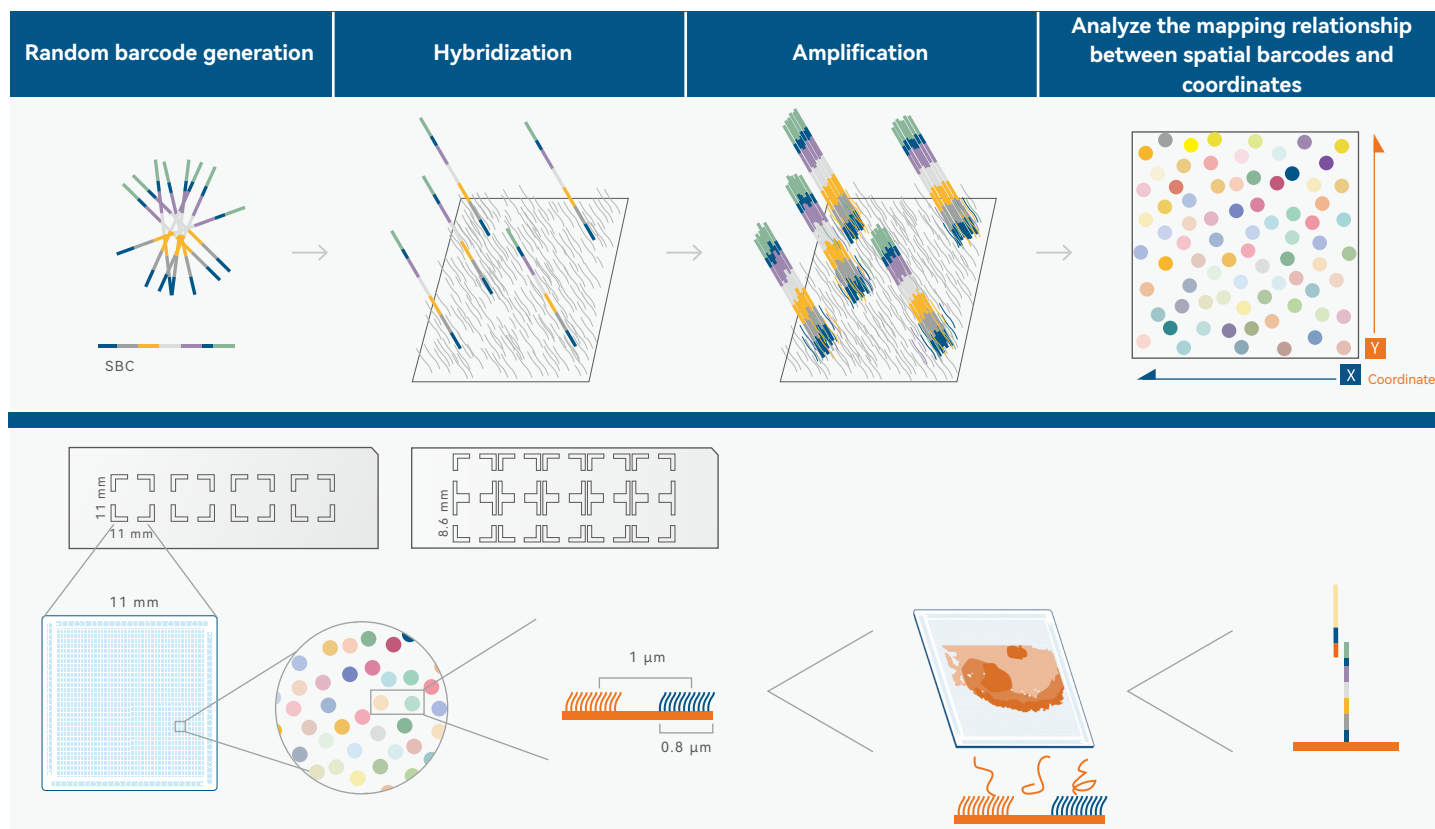 Random barcode generation
Hybridization
Amplification
Analyze the mapping relationship
between spatial barcodes and
coordinates
SBC
Y
X
Coordinate
11 mm
11 mm
8.6 mm
11 mm
1 μm
0.8 μm